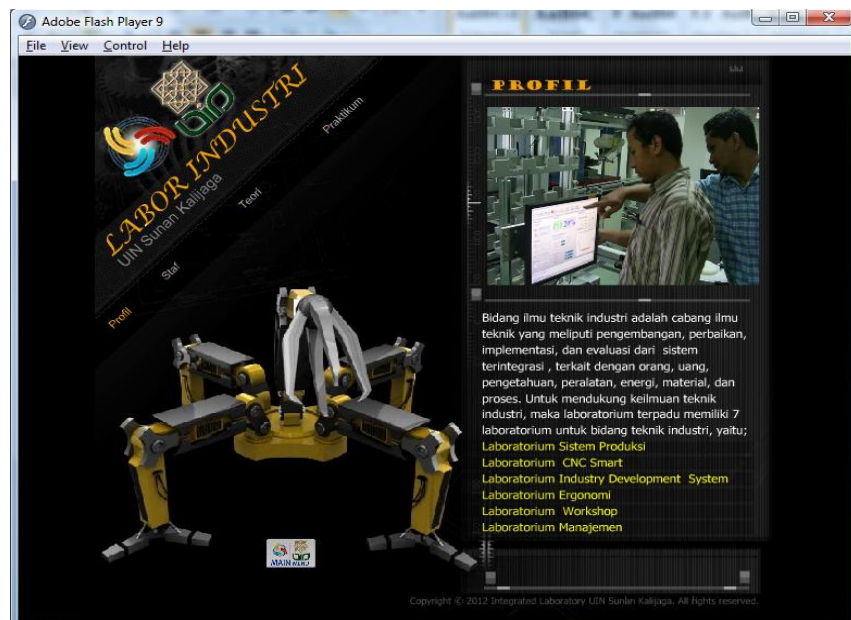 Adobe Flash Player 9
File View Control Help
LABOR INDUSTRI
UIN Sunan Kalijaga
Praktikum
Teori
Staf
Profil
PROFIL
Bidang ilmu teknik industri adalah cabang ilmu
teknik yang meliputi pengembangan, perbaikan,
implementasi, dan evaluasi dari sistem
terintegrasi , terkait dengan orang, uang,
pengetahuan, peralatan, energi, material, dan
proses. Untuk mendukung keilmuan teknik
industri, maka laboratorium terpadu memiliki 7
laboratorium untuk bidang teknik industri, yaitu;
Laboratorium Sistem Produksi
Laboratorium CNC Smart
Laboratorium Industry Development System
Laboratorium Ergonomi
Laboratorium Workshop
Laboratorium Manajemen
MAIN MENU
Copyright © 2012 Integrated Laboratory UIN Sunan Kalijaga. All rights reserved.